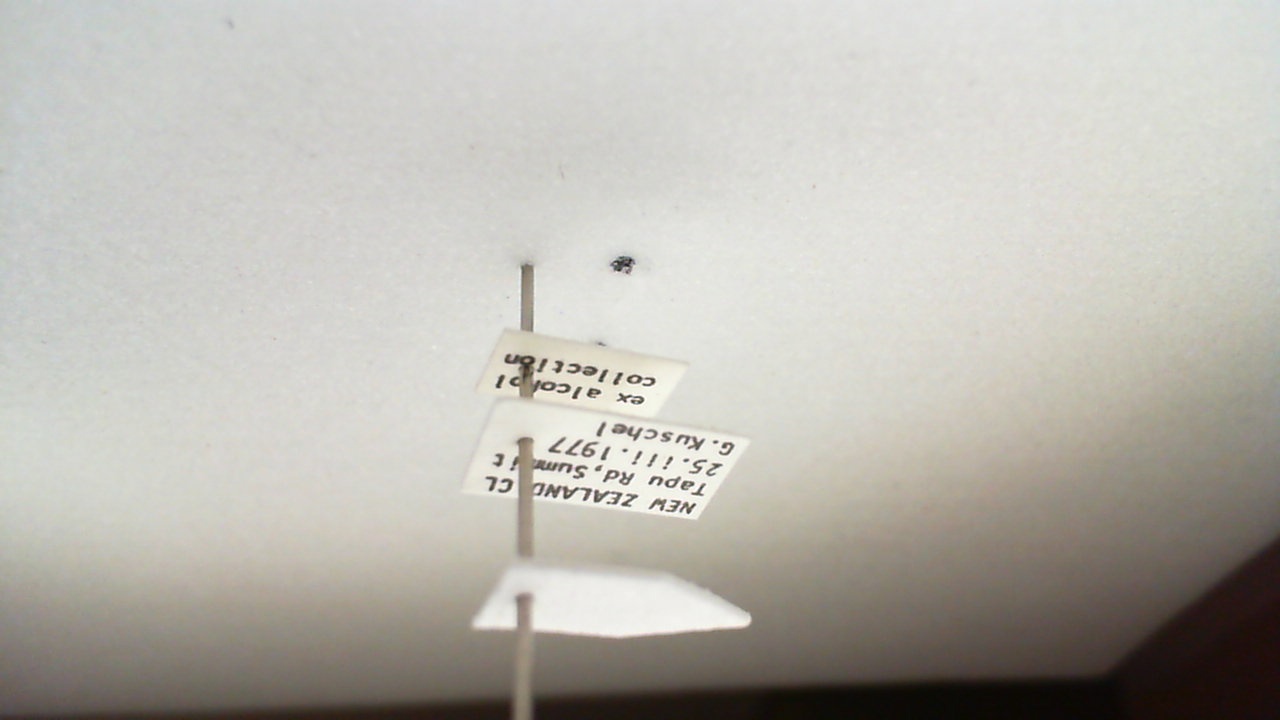 NEW ZEALAND CL
Tapu Rd,Summit
25.iii.1977
G.Kuschel
ex alcohol
collection